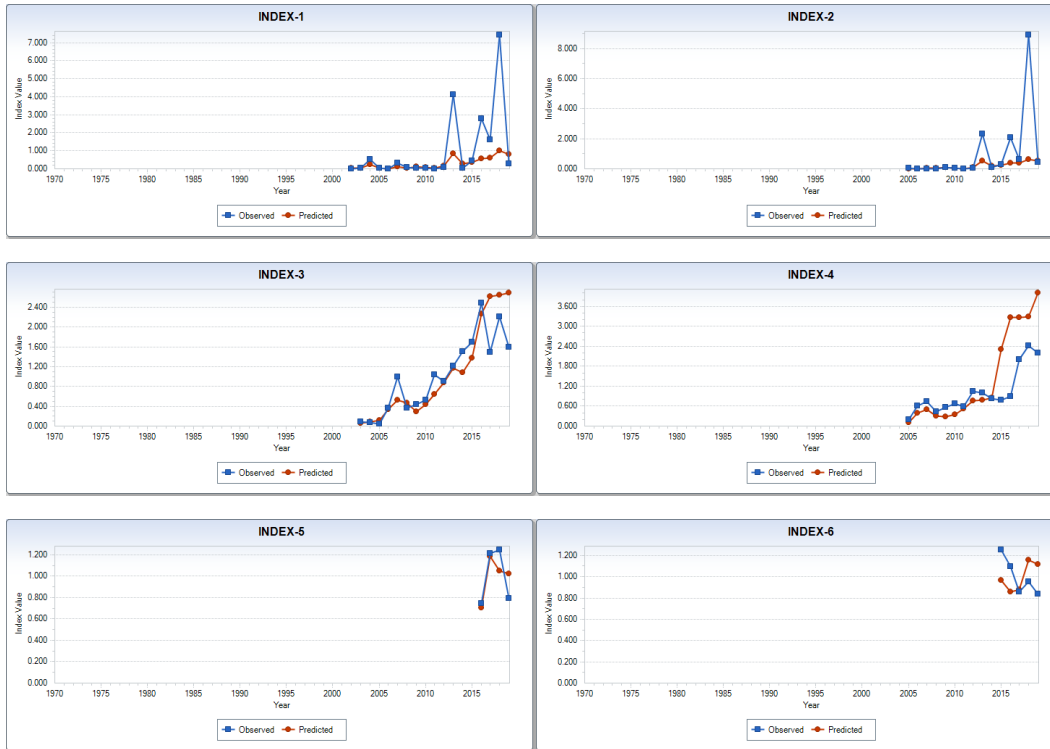 INDEX-1
7.000
6.000
5.000
4.000
3.000
2.000
1.000
0.000
Index Value
1970 1975 1980 1985 1990 1995 2000 2005 2010 2015
Year
Observed Predicted
INDEX-2
8.000
6.000
4.000
2.000
0.000
Index Value
1970 1975 1980 1985 1990 1995 2000 2005 2010 2015
Year
Observed Predicted
INDEX-3
2.400
2.000
1.600
1.200
0.800
0.400
0.000
Index Value
1970 1975 1980 1985 1990 1995 2000 2005 2010 2015
Year
Observed Predicted
INDEX-4
3.600
3.000
2.400
1.800
1.200
0.600
0.000
Index Value
1970 1975 1980 1985 1990 1995 2000 2005 2010 2015
Year
Observed Predicted
INDEX-5
1.200
1.000
0.800
0.600
0.400
0.200
0.000
Index Value
1970 1975 1980 1985 1990 1995 2000 2005 2010 2015
Year
Observed Predicted
INDEX-6
1.200
1.000
0.800
0.600
0.400
0.200
0.000
Index Value
1970 1975 1980 1985 1990 1995 2000 2005 2010 2015
Year
Observed Predicted